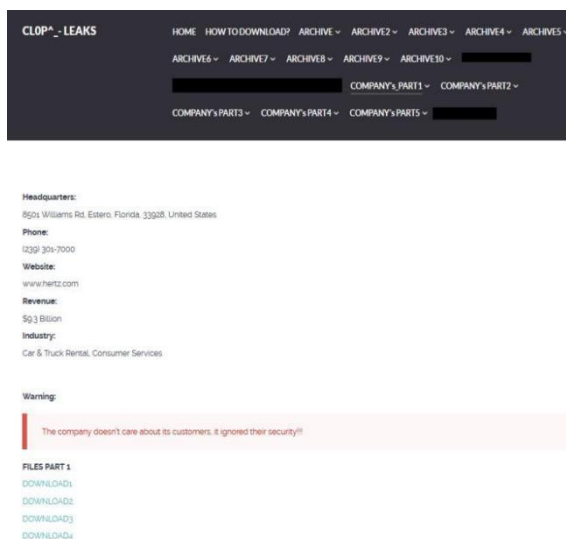 CL0P^_- LEAKS
HOME HOW TO DOWNLOAD? ARCHIVE ARCHIVE2 ARCHIVE3 ARCHIVE4 ARCHIVE5
ARCHIVE6 ARCHIVE7 ARCHIVE8 ARCHIVE9 ARCHIVE10
COMPANY's_PART1 COMPANY's PART2
COMPANY's PART3 COMPANY's PART4 COMPANY's PART5
Headquarters:
8501 Williams Rd, Estero, Florida, 33928, United States
Phone:
(239) 301-7000
Website:
www.hertz.com
Revenue:
$9.3 Billion
Industry:
Car & Truck Rental, Consumer Services
Warning:
The company doesn't care about its customers, it ignored their security!!!
FILES PART 1
DOWNLOAD1
DOWNLOAD2
DOWNLOAD3
DOWNLOAD4